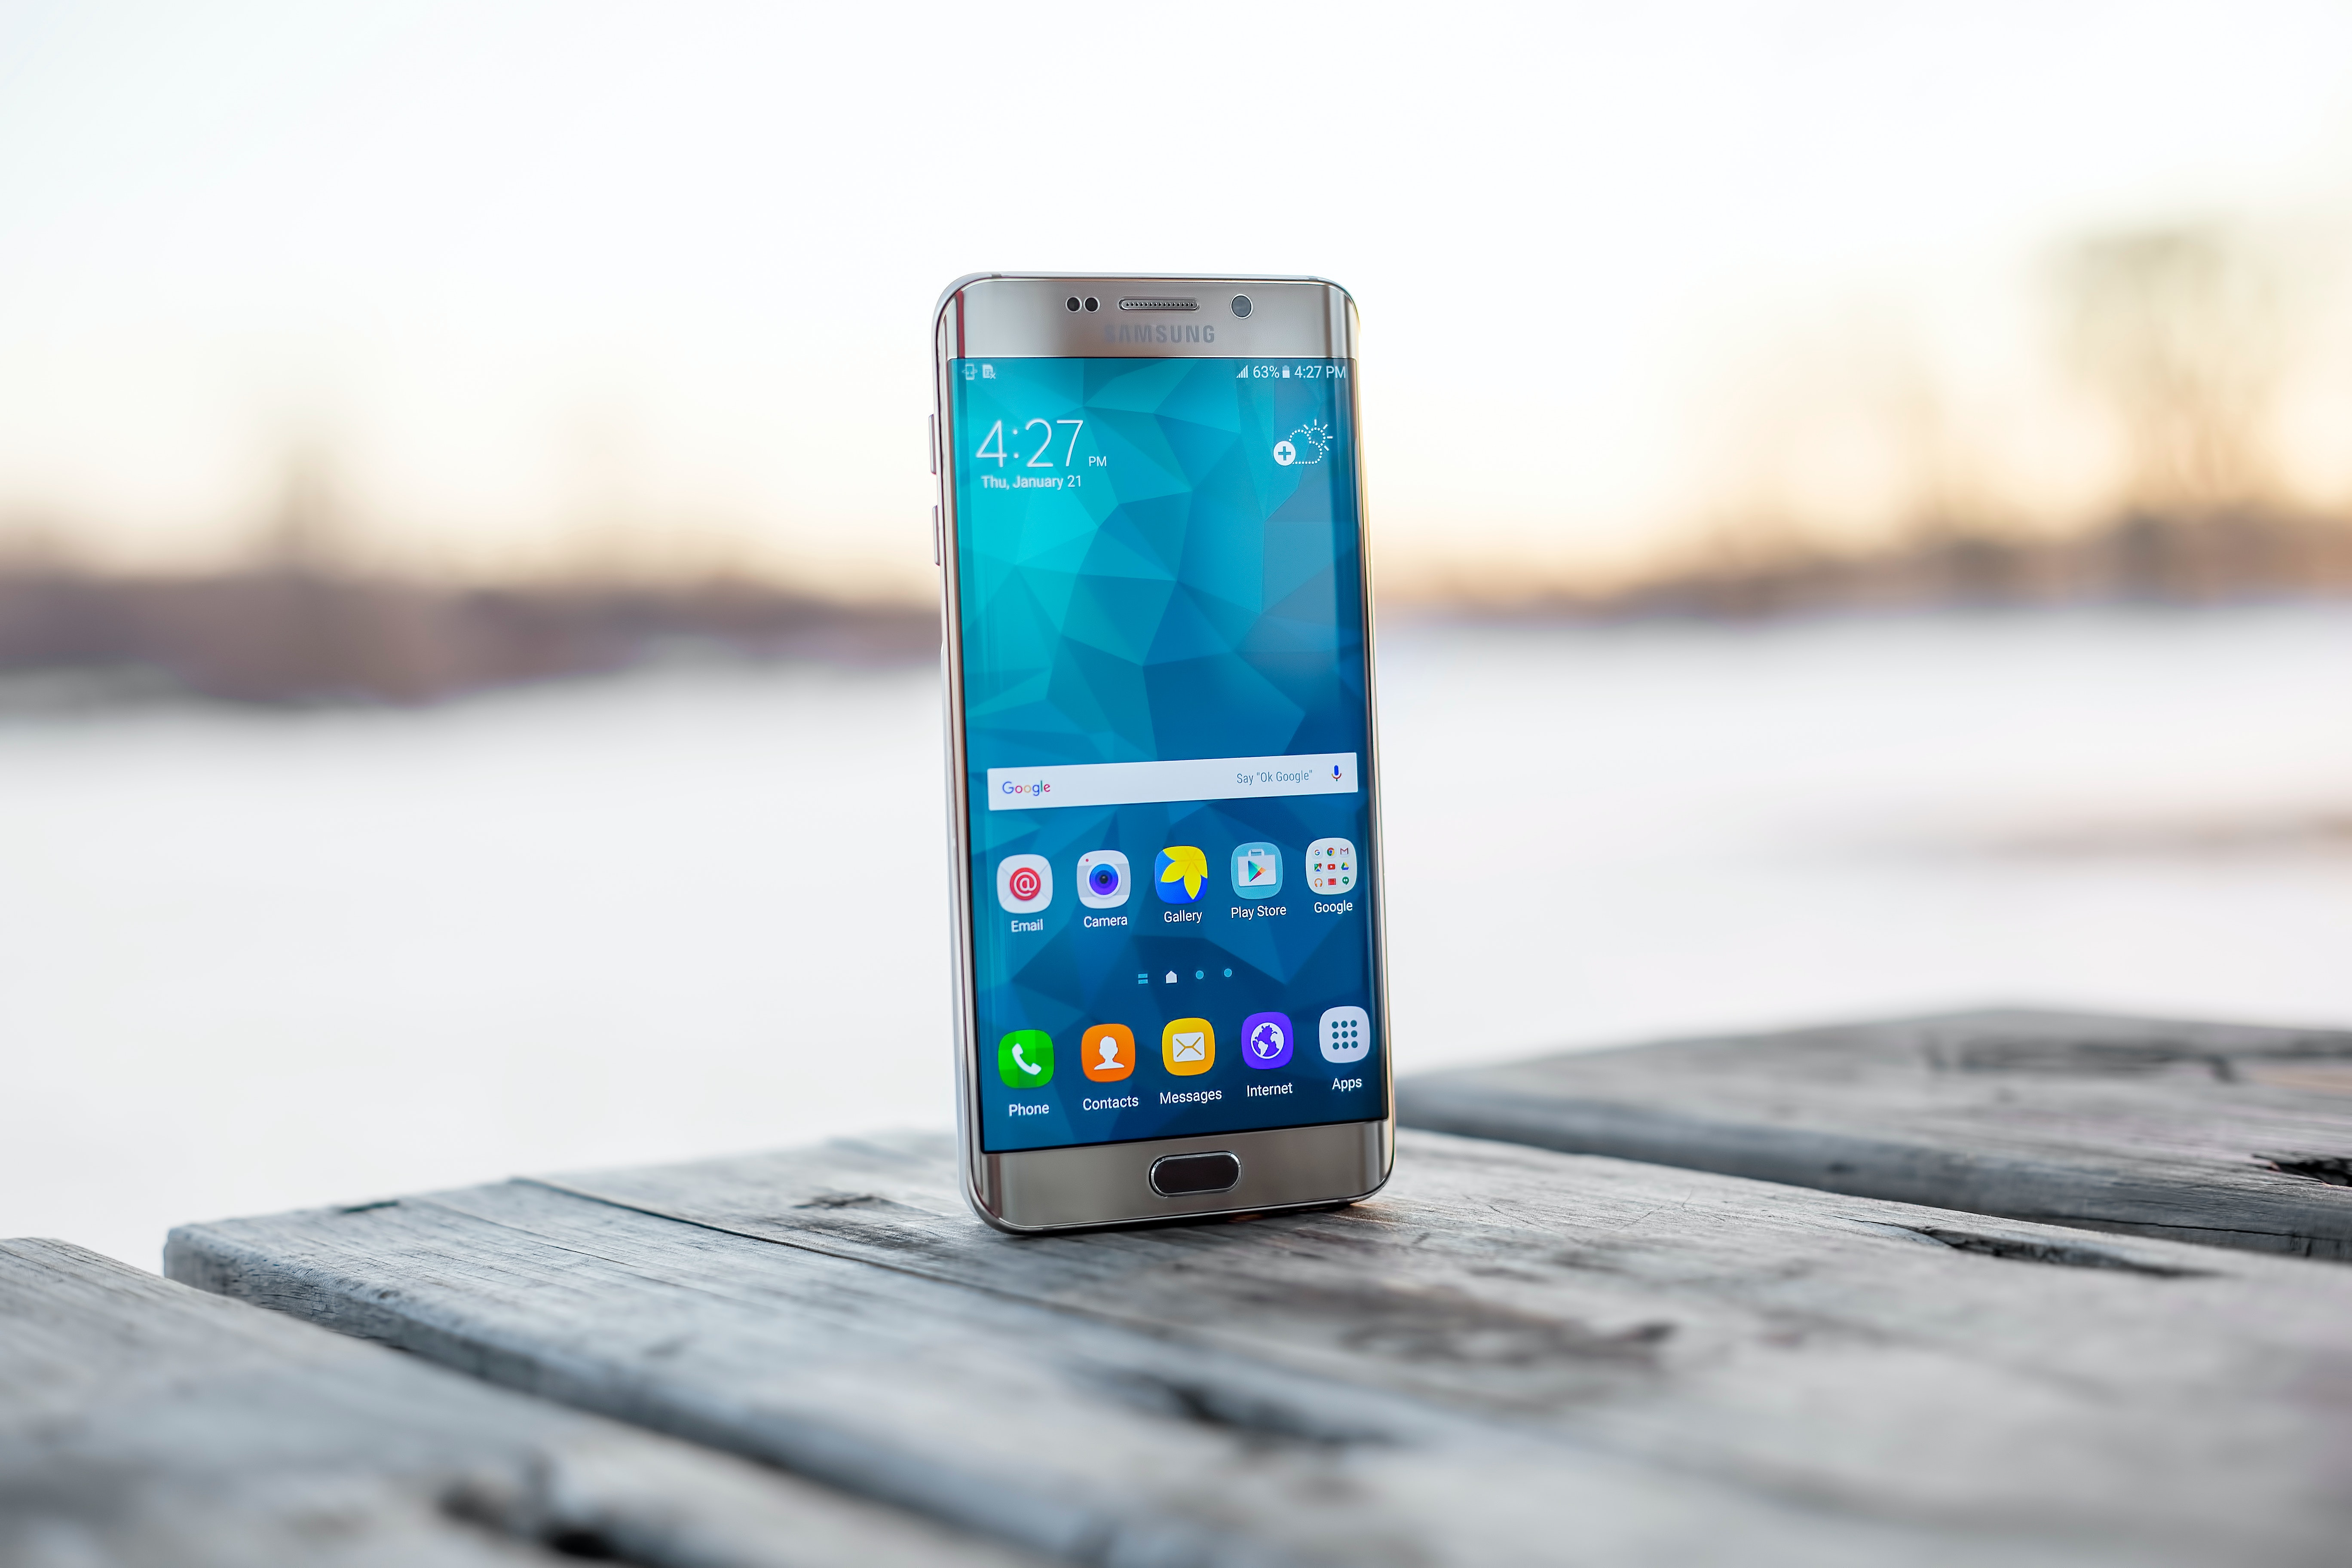 SAMSUNG
63% 4:27 PM
4:27 PM
Thu, January 21
Google Say "Ok Google"
Email Camera Gallery Play Store Google
Phone Contacts Messages Internet Apps